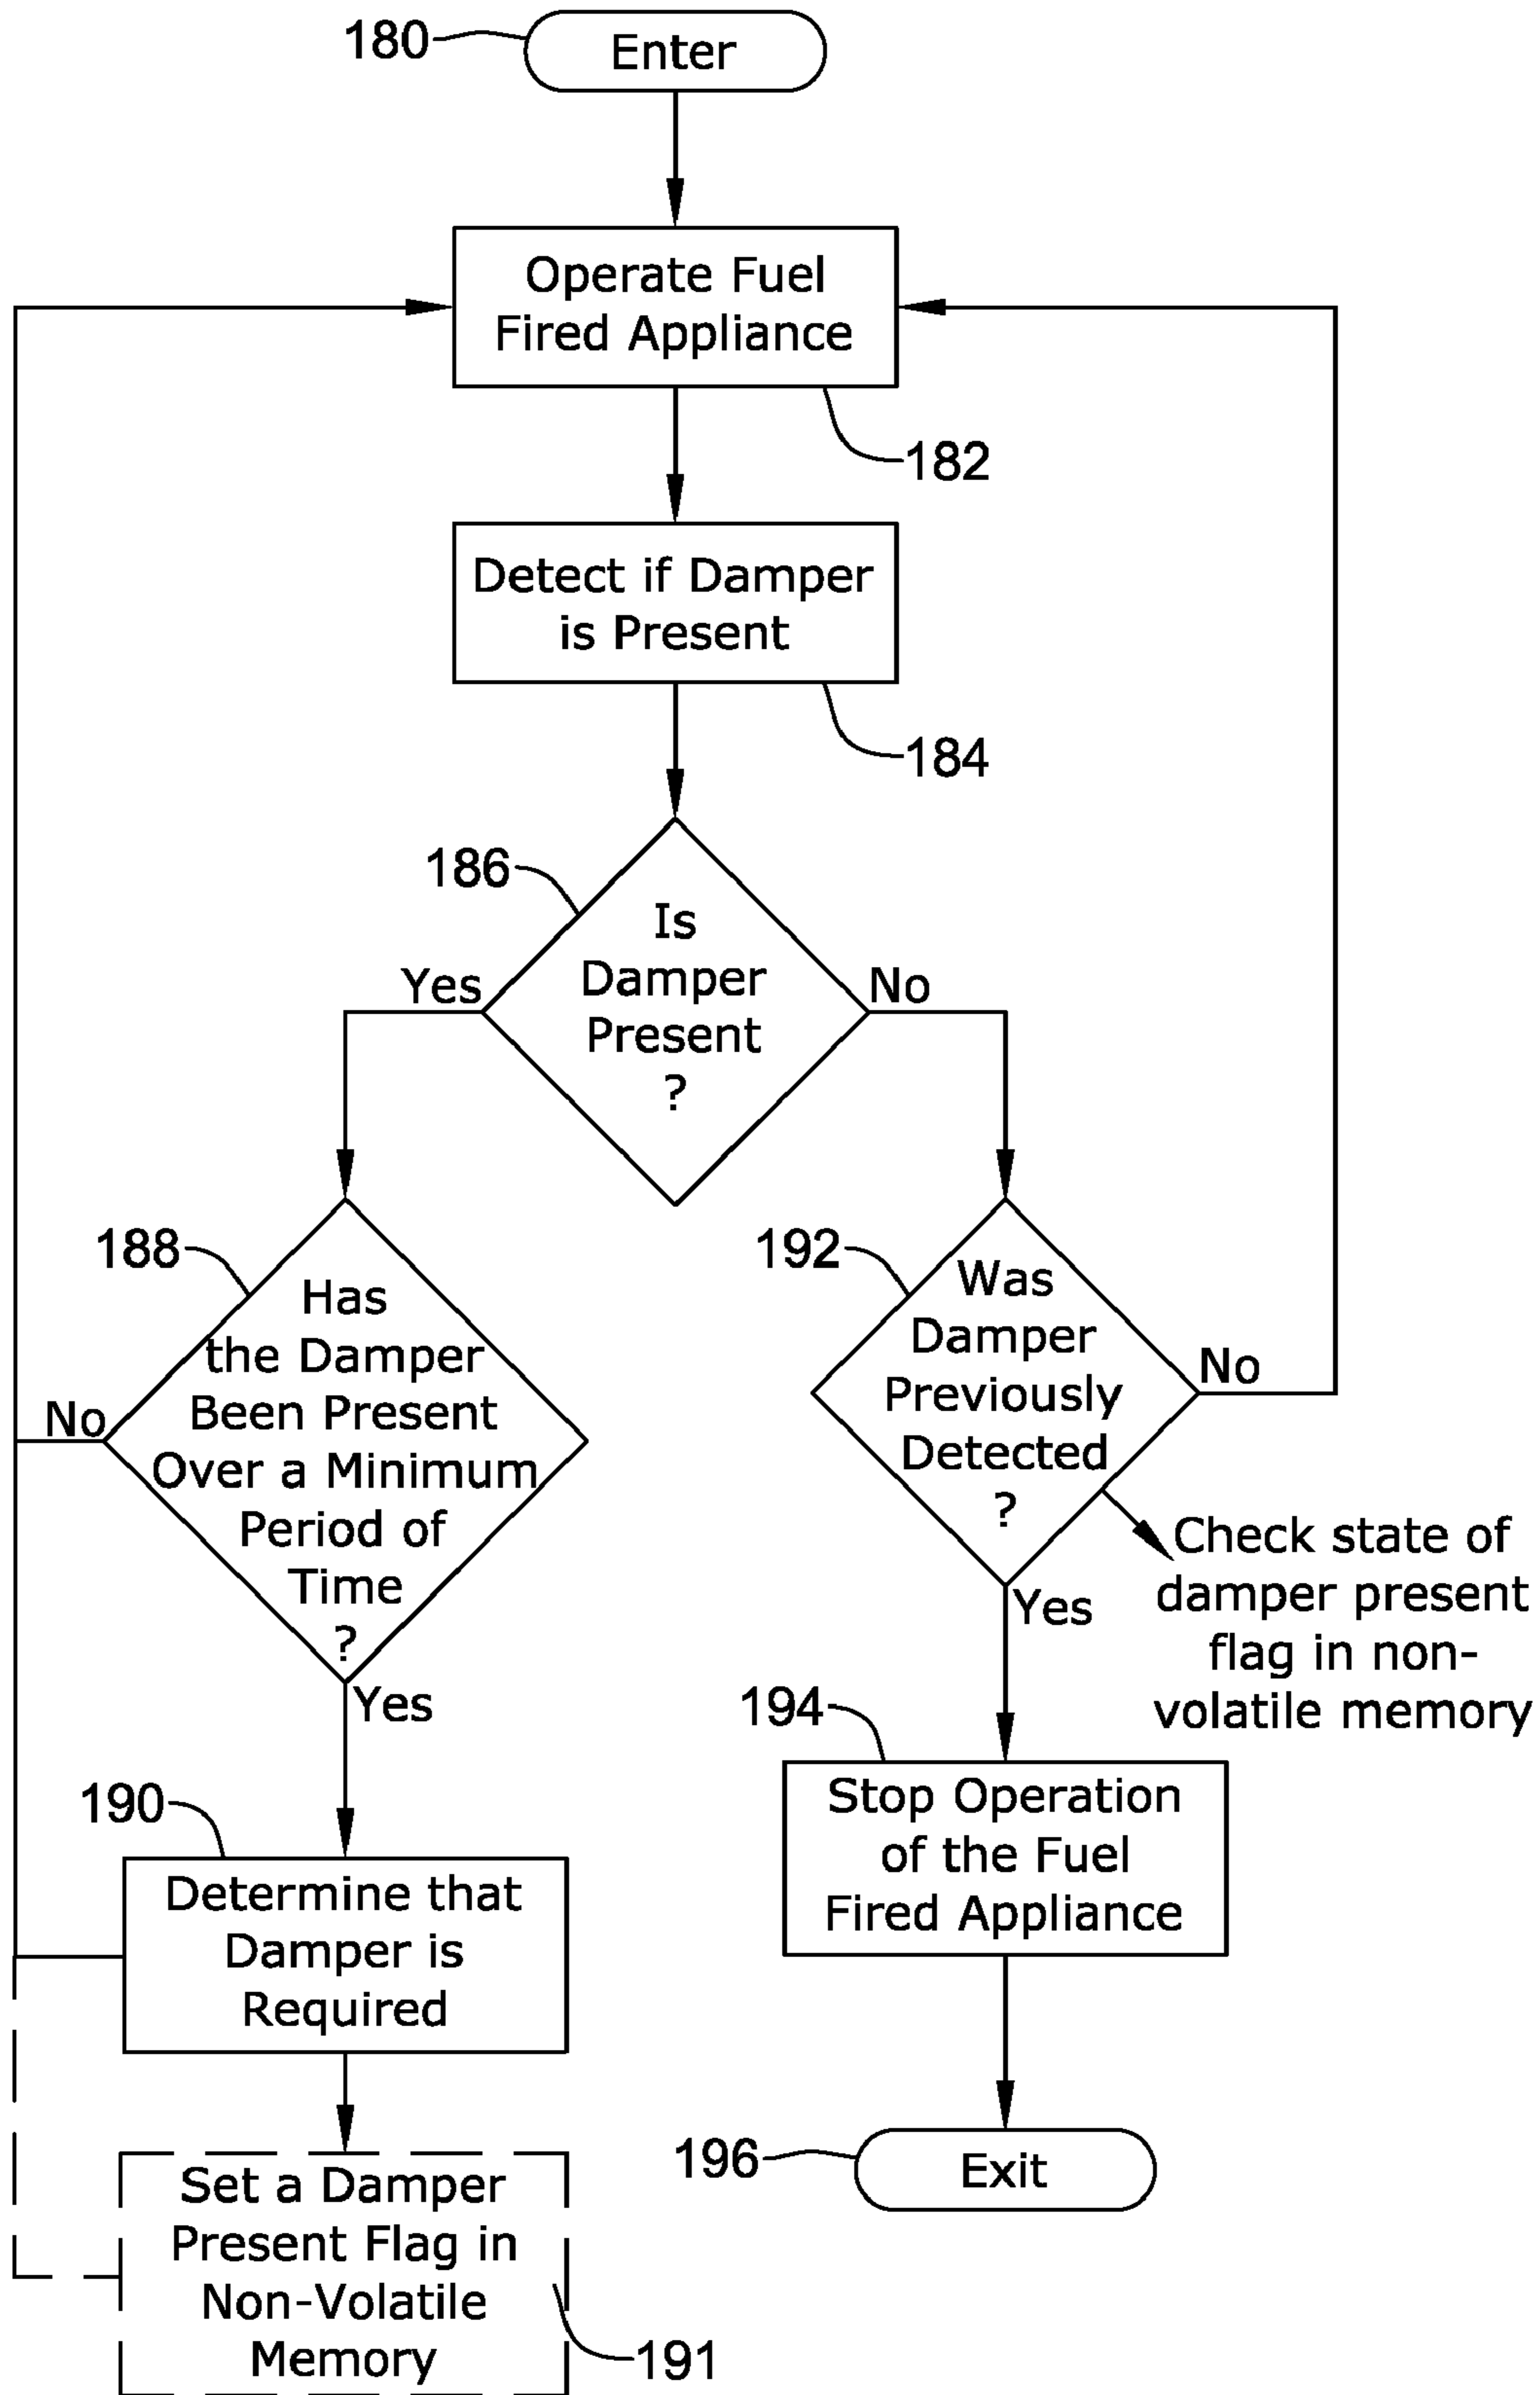 180
Enter
Operate Fuel
Fired Appliance
182
Detect if Damper
is Present
184
186
Is
Damper
Present
?
Yes
No
188
Has
the Damper
Been Present
Over a Minimum
Period of
Time
?
No
Yes
192
Was
Damper
Previously
Detected
?
No
Check state of
damper present
flag in non-
volatile memory
Yes
190
Determine that
Damper is
Required
194
Stop Operation
of the Fuel
Fired Appliance
Set a Damper
Present Flag in
Non-Volatile
Memory
191
196
Exit